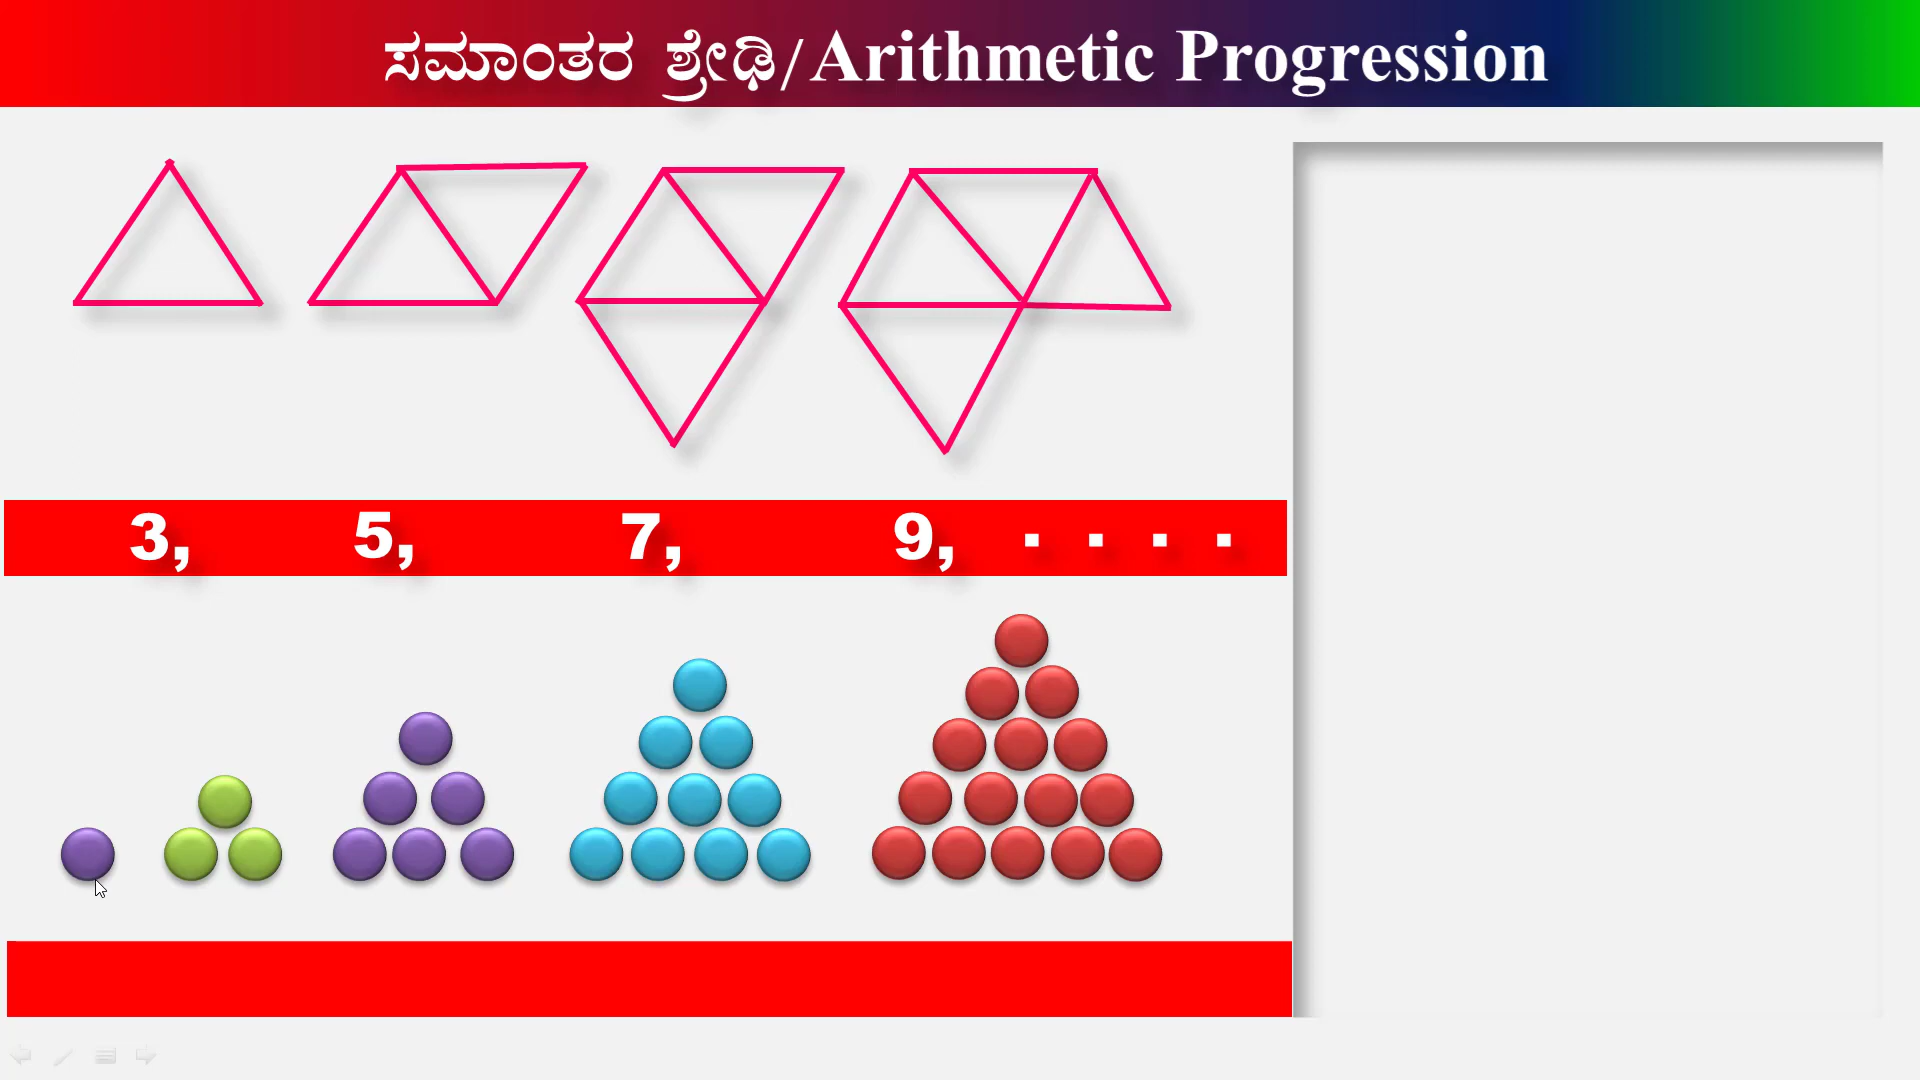 ಸಮಾಂತರ ಶ್ರೇಢಿ/Arithmetic Progression
3, 5, 7, 9, . . . .